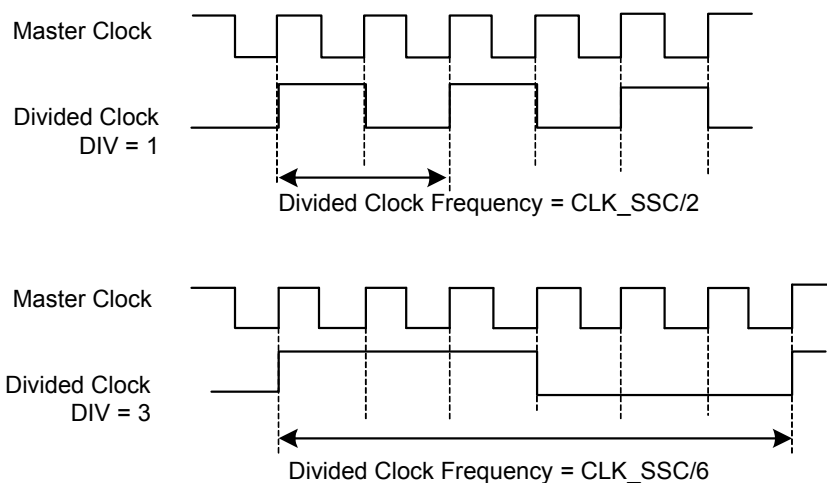 Master Clock
Divided Clock
DIV = 1
Divided Clock Frequency = CLK_SSC/2
Master Clock
Divided Clock
DIV = 3
Divided Clock Frequency = CLK_SSC/6